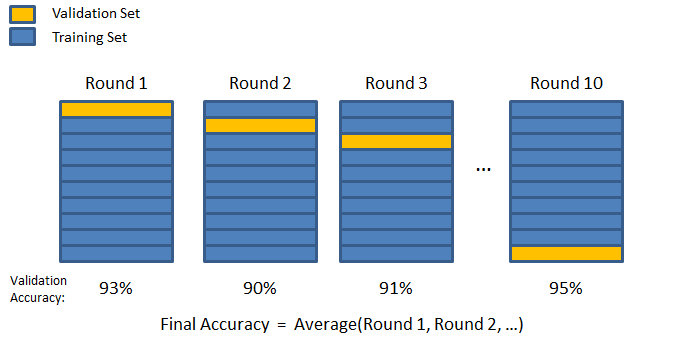 Validation Set
Training Set
Round 1 Round 2 Round 3 Round 10
...
Validation
Accuracy: 93% 90% 91% 95%
Final Accuracy = Average(Round 1, Round 2, ...)